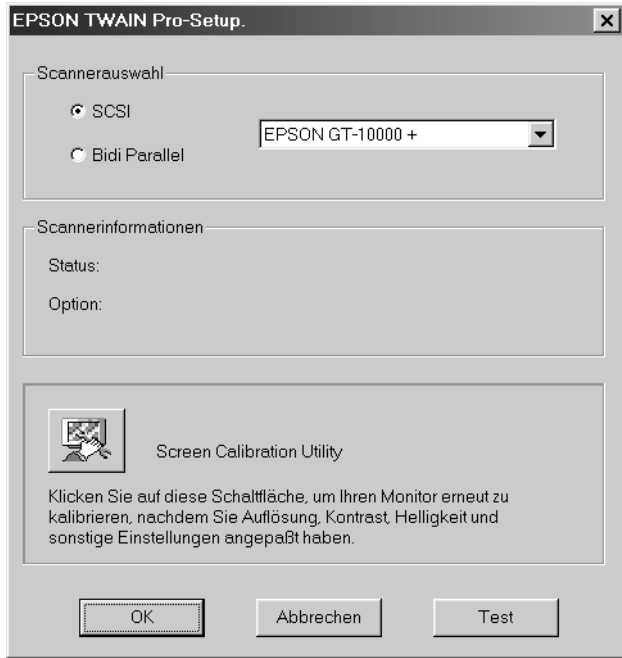 EPSON TWAIN Pro-Setup.
Scannerauswahl
SCSI
EPSON GT-10000 +
Bidi Parallel
Scannerinformationen
Status:
Option:
Screen Calibration Utility
Klicken Sie auf diese Schaltfläche, um Ihren Monitor erneut zu
kalibrieren, nachdem Sie Auflösung, Kontrast, Helligkeit und
sonstige Einstellungen angepaßt haben.
OK
Abbrechen
Test